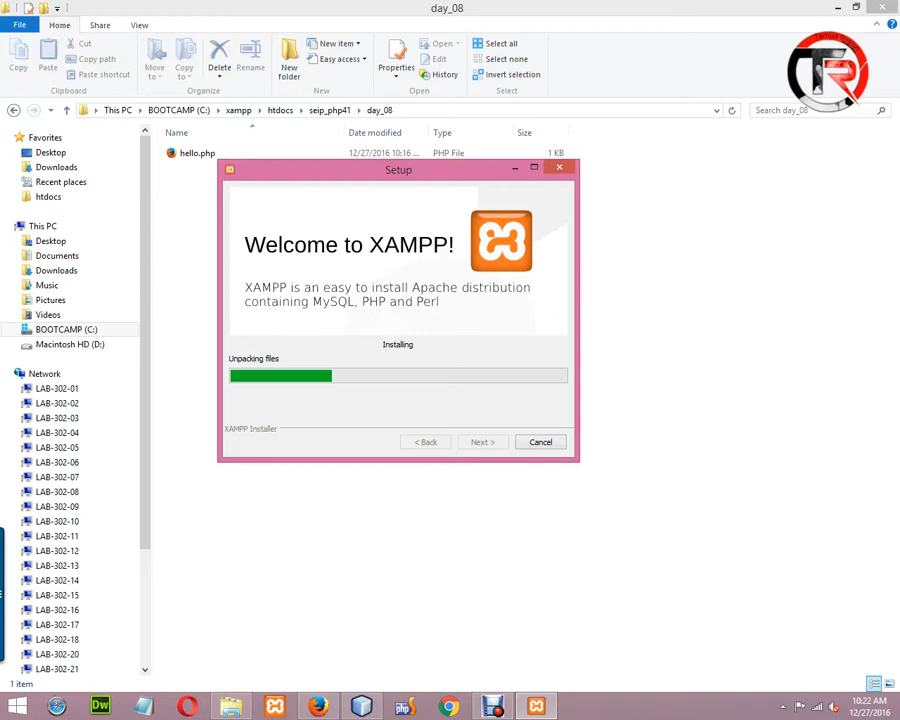 day_08
File
Home
Share
View
Copy
Paste
Cut
Copy path
Paste shortcut
Clipboard
Move to
Copy to
Delete
Rename
Organize
New folder
New item
Easy access
New
Properties
Open
Edit
History
Open
Select all
Select none
Invert selection
Select
This PC
BOOTCAMP (C:)
xampp
htdocs
seip_php41
day_08
Search day_08
Favorites
Desktop
Downloads
Recent places
htdocs
This PC
Desktop
Documents
Downloads
Music
Pictures
Videos
BOOTCAMP (C:)
Macintosh HD (D:)
Network
LAB-302-01
LAB-302-02
LAB-302-03
LAB-302-04
LAB-302-05
LAB-302-06
LAB-302-07
LAB-302-08
LAB-302-09
LAB-302-10
LAB-302-11
LAB-302-12
LAB-302-13
LAB-302-14
LAB-302-15
LAB-302-16
LAB-302-17
LAB-302-18
LAB-302-20
LAB-302-21
Name
Date modified
Type
Size
hello.php
12/27/2016 10:16 ...
PHP File
1 KB
Setup
Welcome to XAMPP!
XAMPP is an easy to install Apache distribution
containing MySQL, PHP and Perl
Installing
Unpacking files
XAMPP Installer
< Back
Next >
Cancel
1 item
Dw
php
10:22 AM
12/27/2016